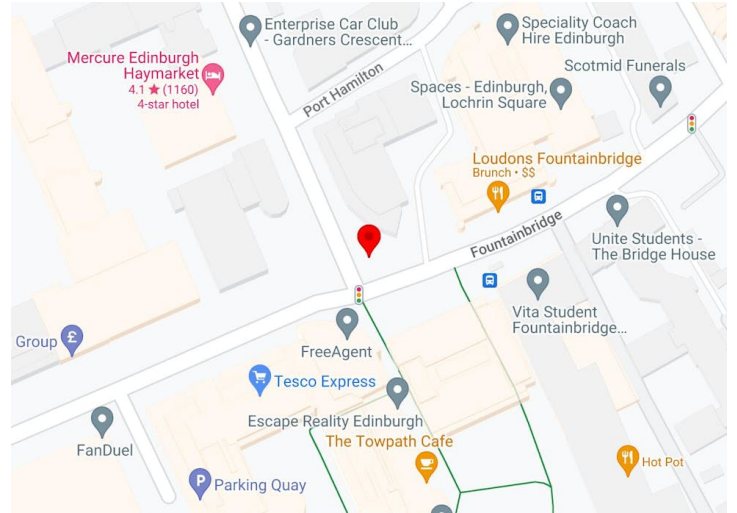 Enterprise Car Club
- Gardners Crescent...
Speciality Coach
Hire Edinburgh
Mercure Edinburgh
Haymarket
4.1 ★ (1160)
4-star hotel
Port Hamilton
Spaces - Edinburgh,
Lochrin Square
Scotmid Funerals
Loudons Fountainbridge
Brunch • $$
Fountainbridge
Unite Students -
The Bridge House
Vita Student
Fountainbridge...
Group
£
FreeAgent
Tesco Express
Escape Reality Edinburgh
The Towpath Cafe
FanDuel
P
Parking Quay
Hot Pot